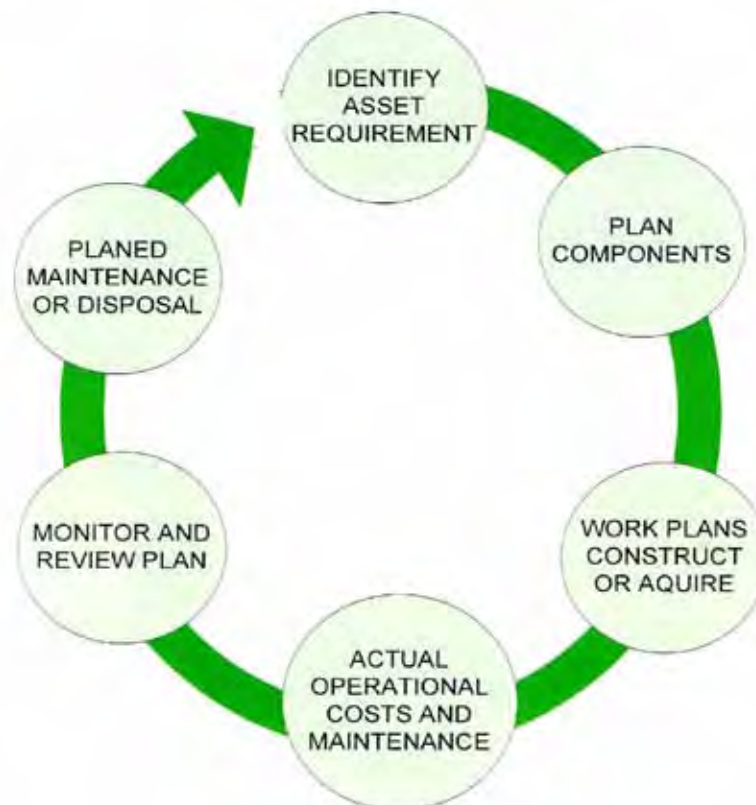 IDENTIFY
ASSET
REQUIREMENT
PLAN
COMPONENTS
WORK PLANS
CONSTRUCT
OR AQUIRE
ACTUAL
OPERATIONAL
COSTS AND
MAINTENANCE
MONITOR AND
REVIEW PLAN
PLANED
MAINTENANCE
OR DISPOSAL